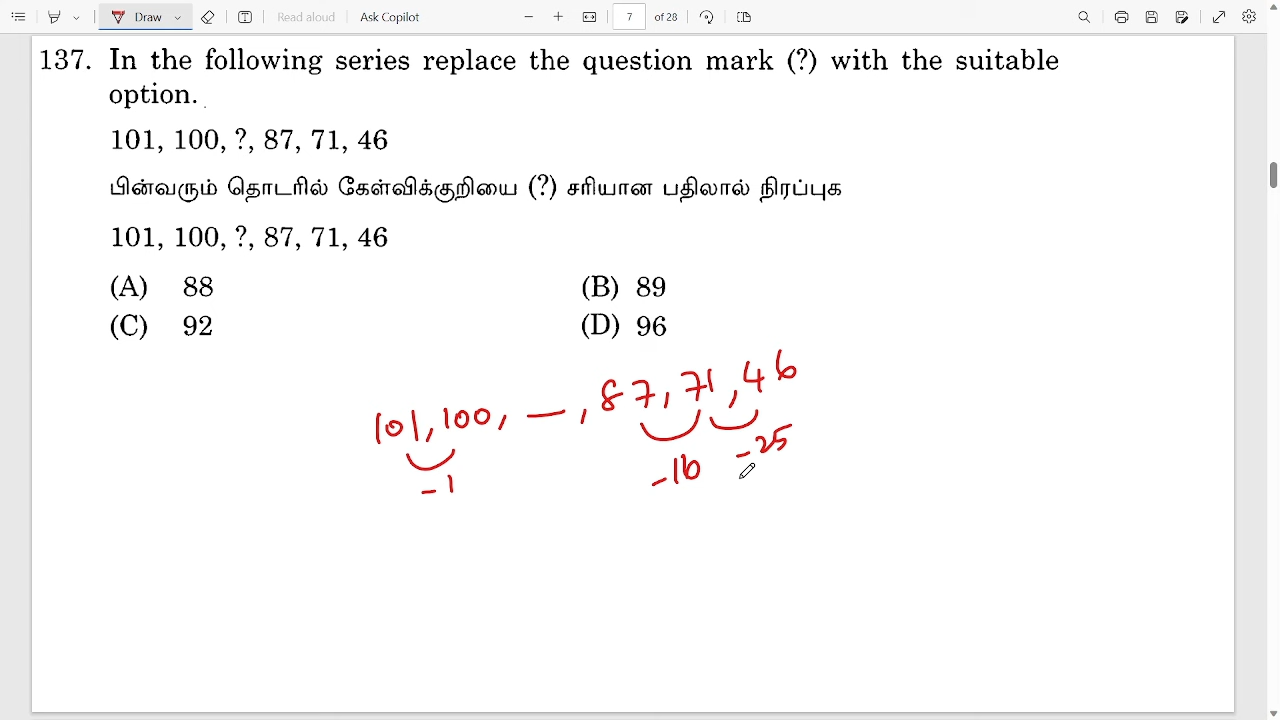 Draw Read aloud Ask Copilot 7 of 28
137. In the following series replace the question mark (?) with the suitable
option.
101, 100, ?, 87, 71, 46
பின்வரும் தொடரில் கேள்விக்குறியை (?) சரியான பதிலால் நிரப்புக
101, 100, ?, 87, 71, 46
(A) 88 (B) 89
(C) 92 (D) 96
101, 100, —, 87, 71, 46
-1 -16 -25